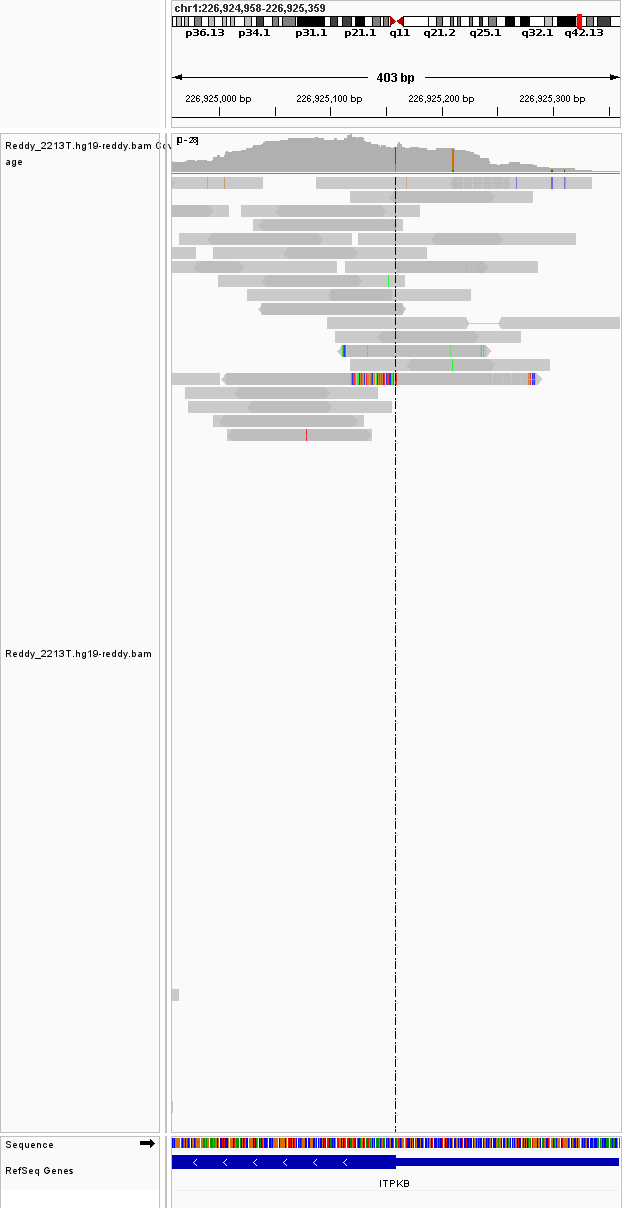 chr1:226,924,958-226,925,359
p36.13 p34.1 p31.1 p21.1 q11 q21.2 q25.1 q32.1 q42.13
403 bp
226,925,000 bp 226,925,100 bp 226,925,200 bp 226,925,300 bp
[0-28]
Reddy_2213T.hg19-reddy.bam Cov
age
Reddy_2213T.hg19-reddy.bam
Sequence
RefSeq Genes
ITPKB